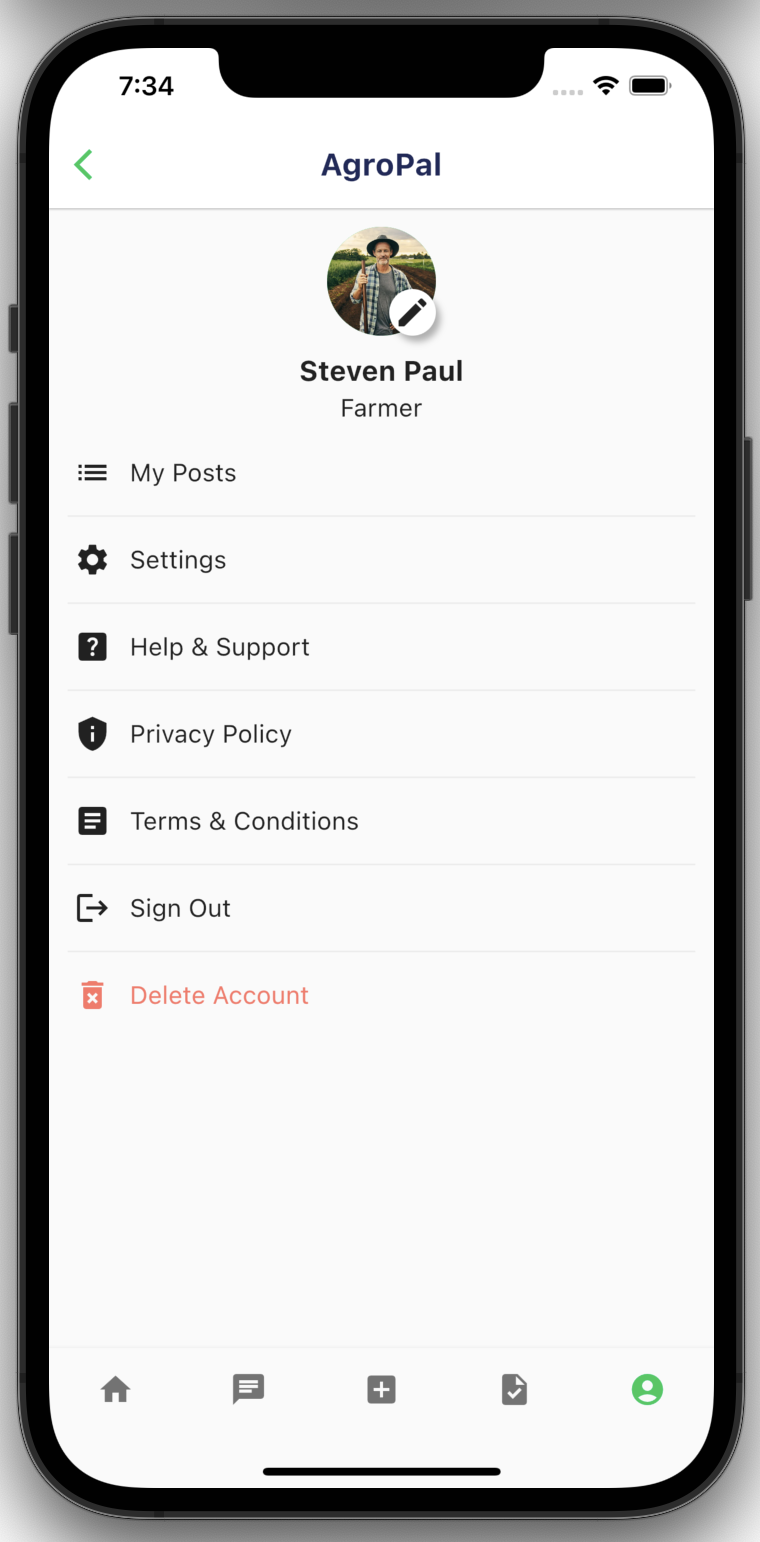 7:34
AgroPal
Steven Paul
Farmer
My Posts
Settings
Help & Support
Privacy Policy
Terms & Conditions
Sign Out
Delete Account